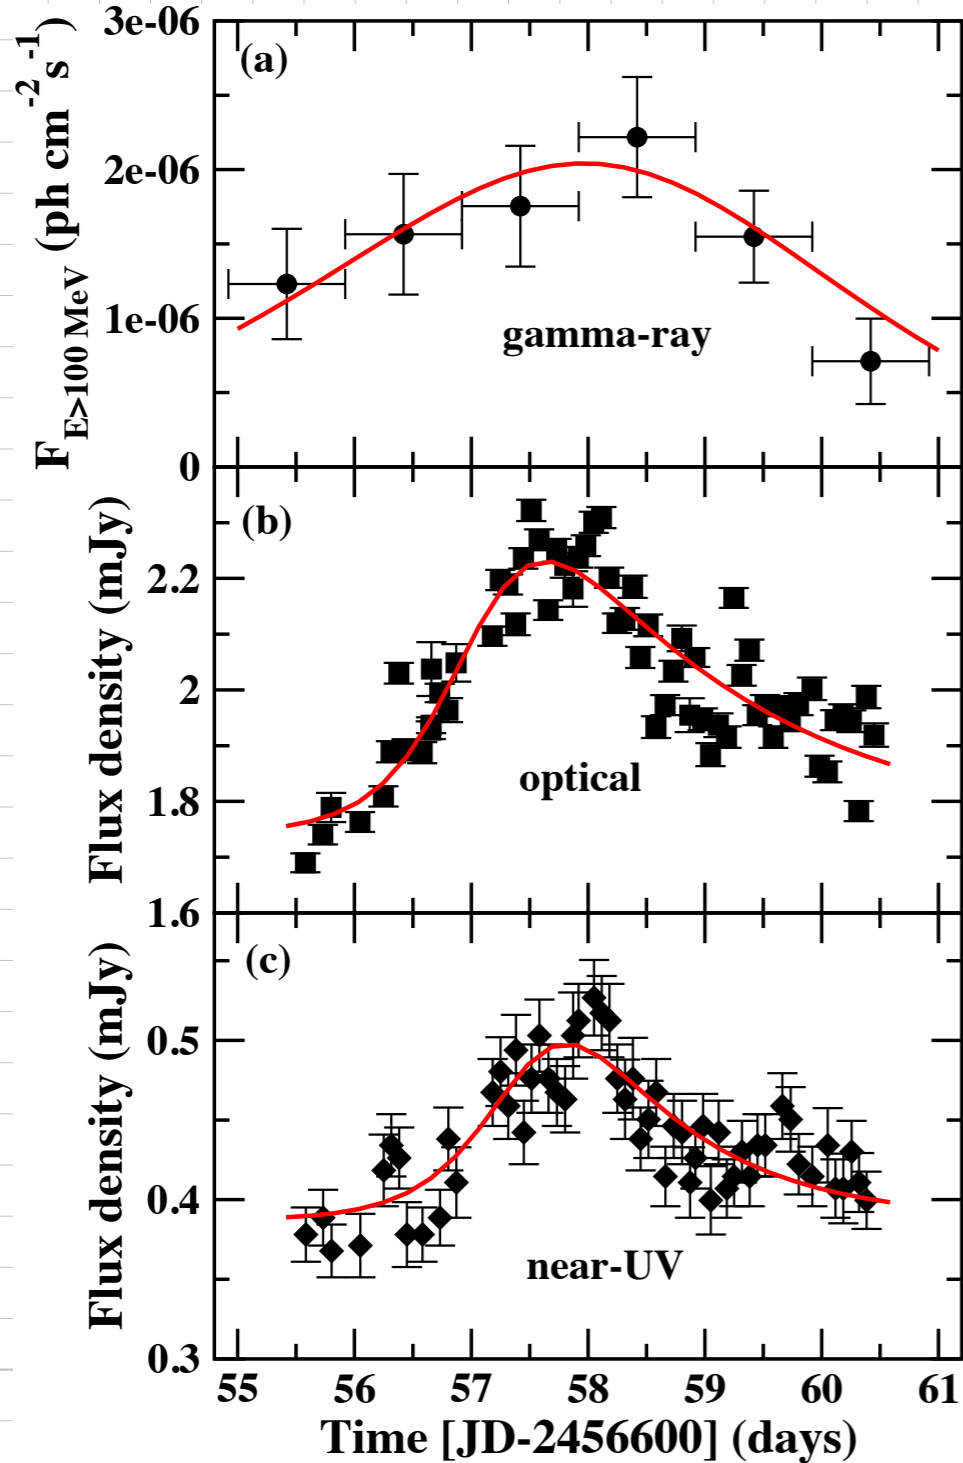 3e-06
2e-06
1e-06
0
F E>100 MeV (ph cm-2 s-1)
(a)
gamma-ray
2.2
2
1.8
1.6
Flux density (mJy)
(b)
optical
0.5
0.4
0.3
Flux density (mJy)
(c)
near-UV
55 56 57 58 59 60 61
Time [JD-2456600] (days)